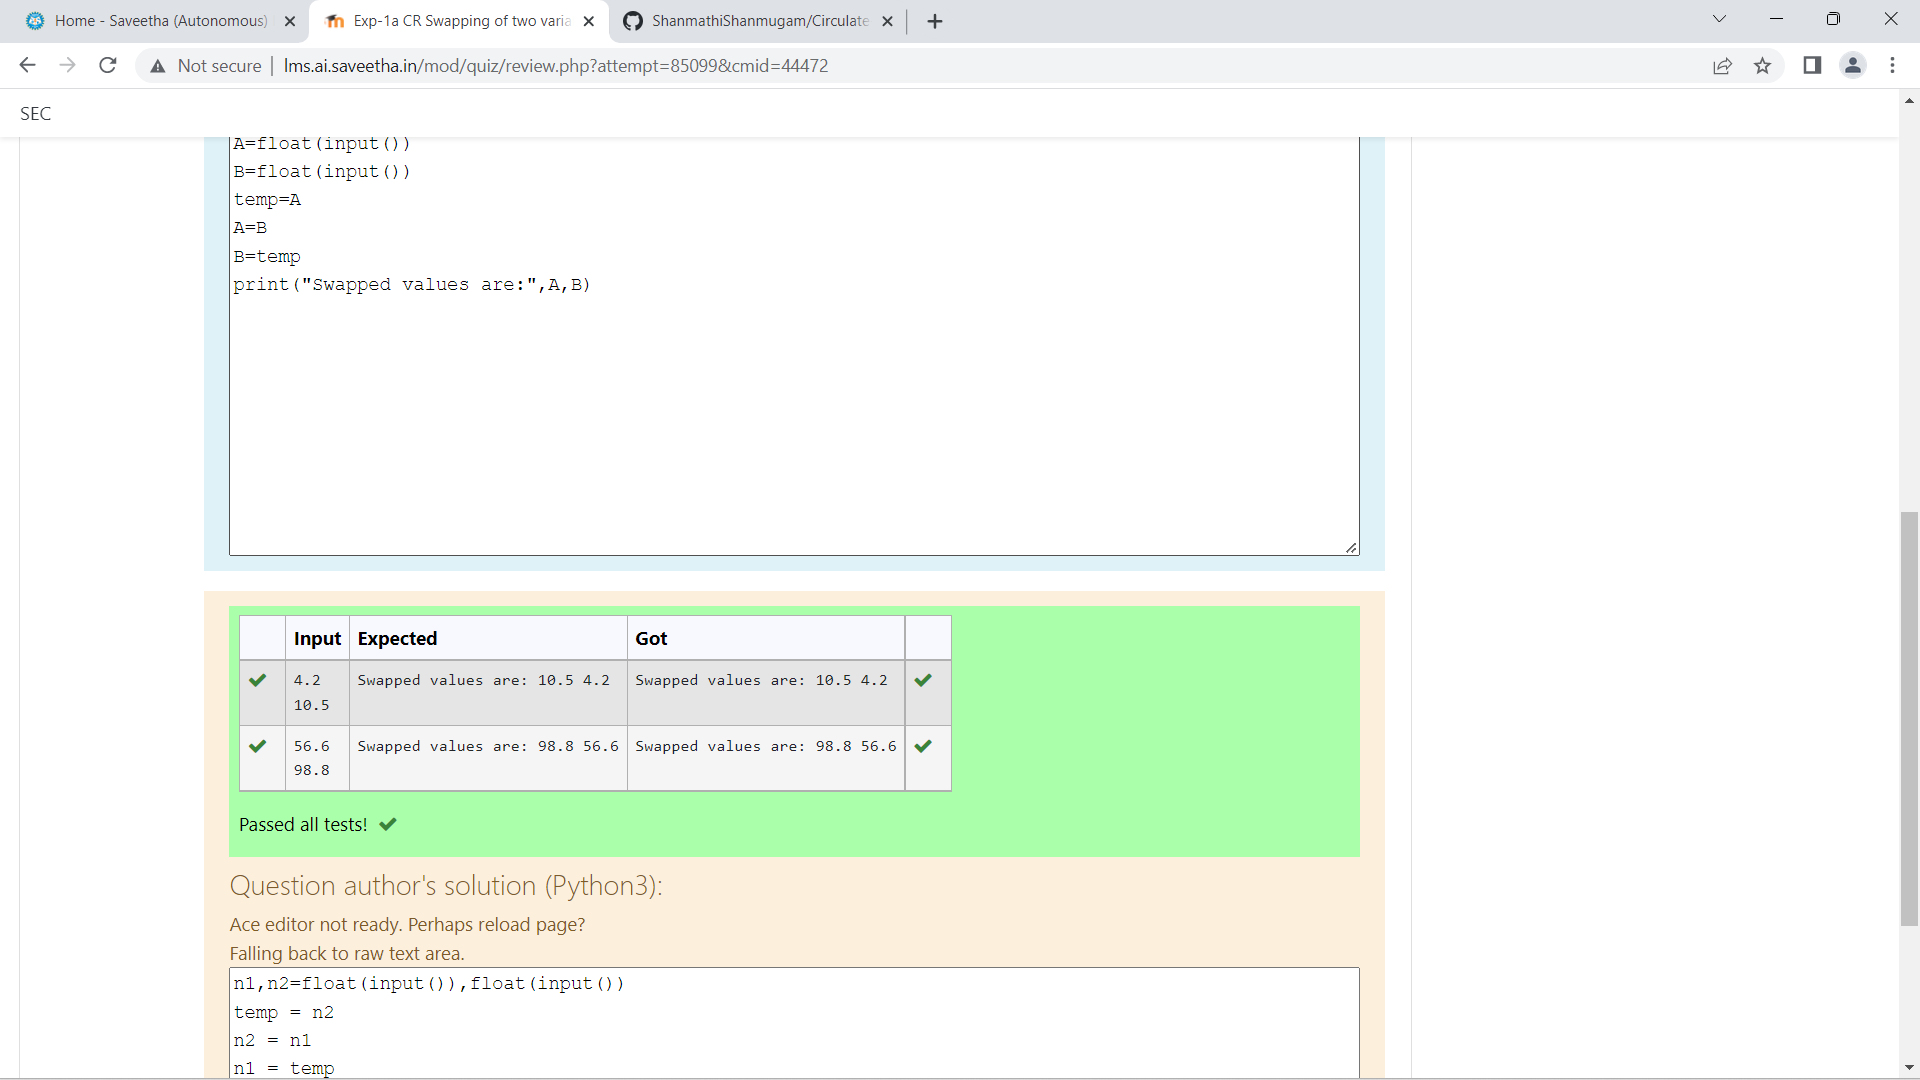 Home - Saveetha (Autonomous)
Exp-1a CR Swapping of two varia
ShanmathiShanmugam/Circulate
Not secure
lms.ai.saveetha.in/mod/quiz/review.php?attempt=85099&cmid=44472
SEC
A=float(input())
B=float(input())
temp=A
A=B
B=temp
print("Swapped values are:",A,B)
Input Expected Got
4.2 Swapped values are: 10.5 4.2 Swapped values are: 10.5 4.2
10.5
56.6 Swapped values are: 98.8 56.6 Swapped values are: 98.8 56.6
98.8
Passed all tests!
Question author's solution (Python3):
Ace editor not ready. Perhaps reload page?
Falling back to raw text area.
n1,n2=float(input()),float(input())
temp = n2
n2 = n1
n1 = temp